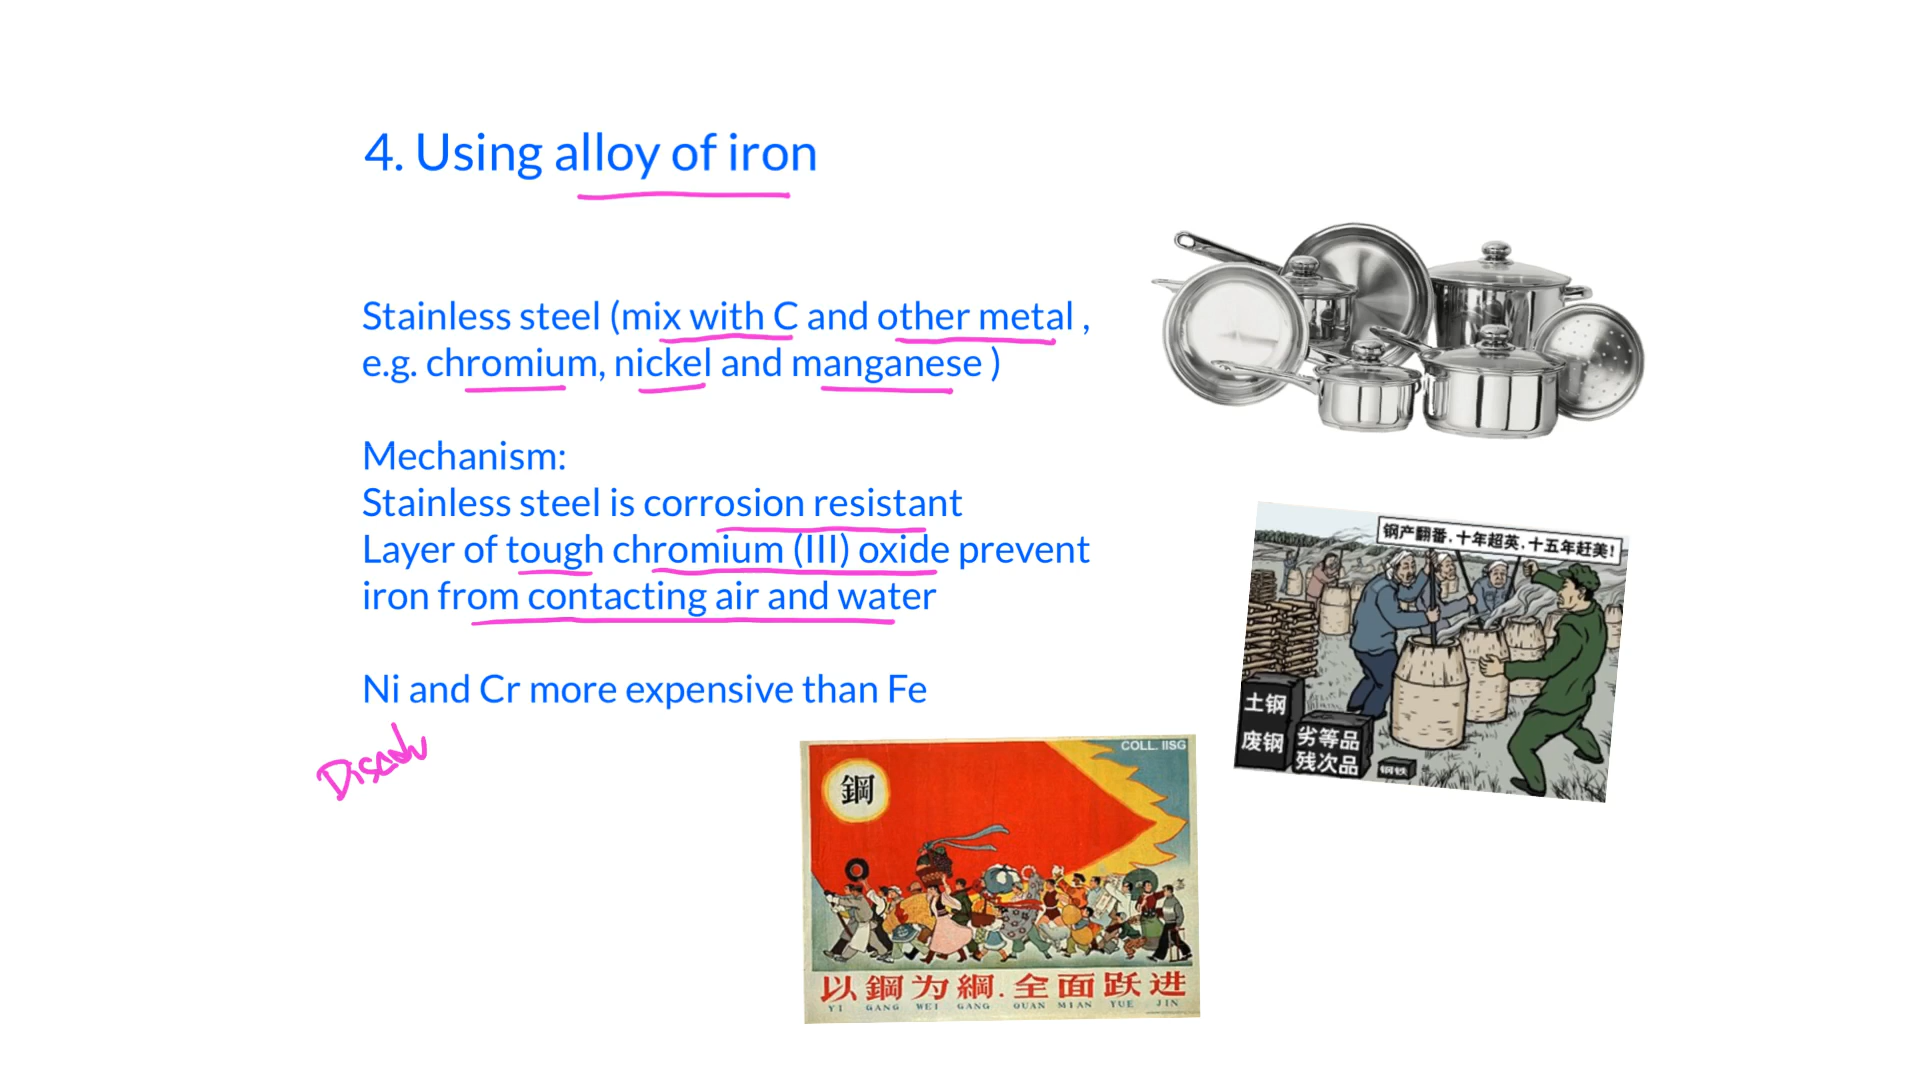 4. Using alloy of iron
Stainless steel (mix with C and other metal ,
e.g. chromium, nickel and manganese )
Mechanism:
Stainless steel is corrosion resistant
Layer of tough chromium (III) oxide prevent
iron from contacting air and water
Ni and Cr more expensive than Fe
Disadv
钢产翻番，十年超英，十五年赶美！
土钢
废钢
劣等品
残次品
钢铁
COLL. IISG
鋼
以鋼为綱．全面跃进
YI GANG WEI GANG QUAN MIAN YUE JIN